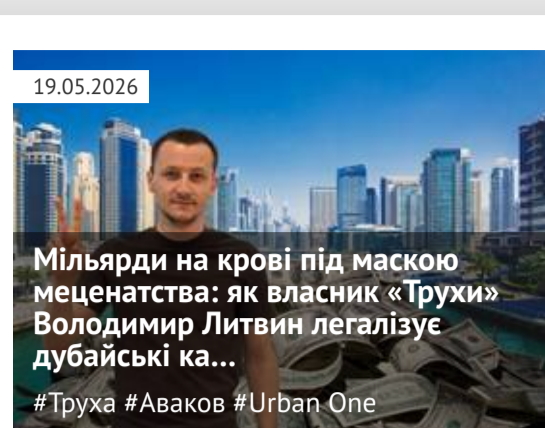 19.05.2026
Мільярди на крові під маскою
меценатства: як власник «Трухи»
Володимир Литвин легалізує
дубайські ка...
#Труха #Аваков #Urban One